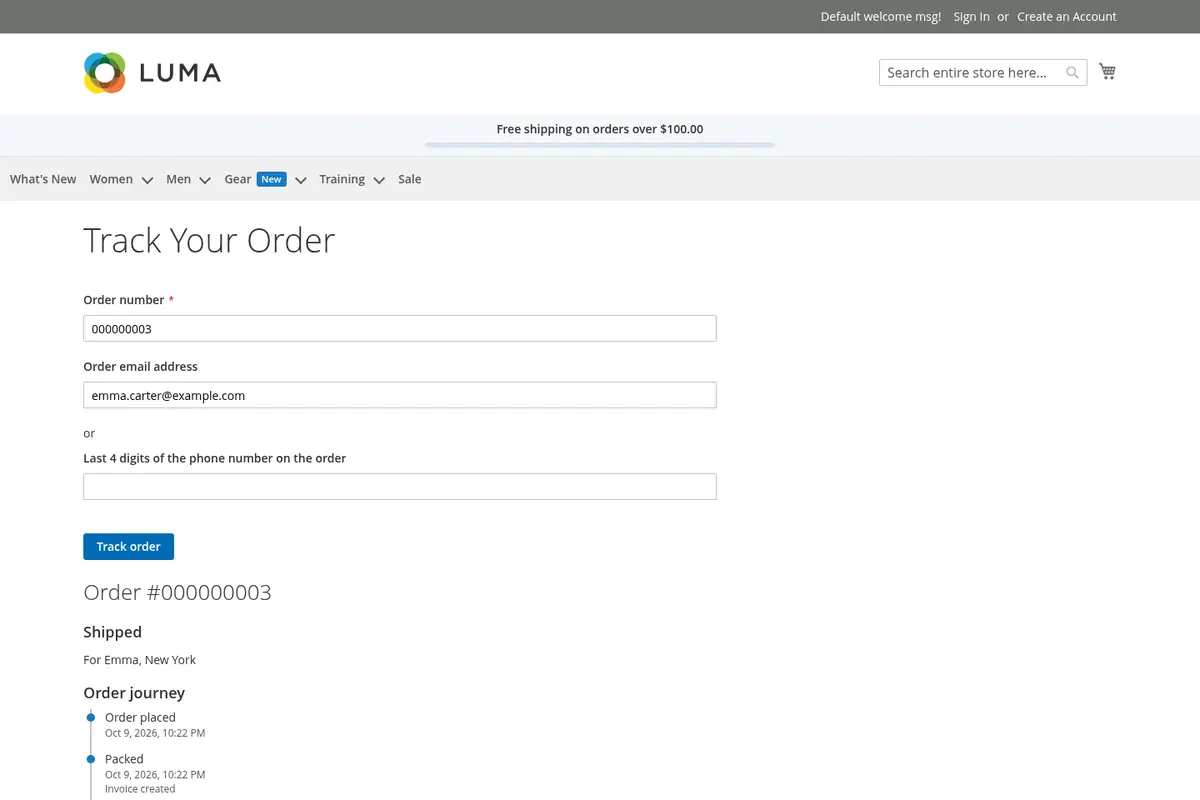 Default welcome msg! Sign In or Create an Account
LUMA
Search entire store here...
Free shipping on orders over $100.00
What's New Women Men Gear New Training Sale
Track Your Order
Order number *
000000003
Order email address
emma.carter@example.com
or
Last 4 digits of the phone number on the order
Track order
Order #000000003
Shipped
For Emma, New York
Order journey
Order placed
Oct 9, 2026, 10:22 PM
Packed
Oct 9, 2026, 10:22 PM
Invoice created